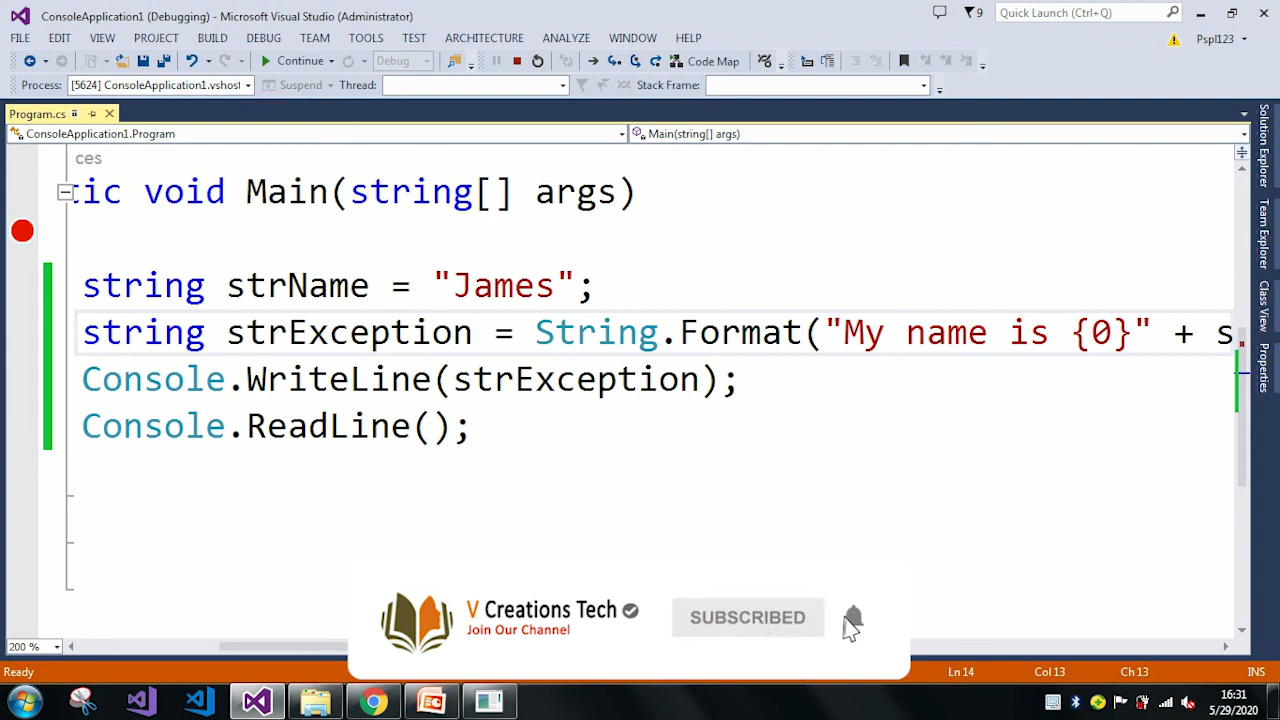 ConsoleApplication1 (Debugging) - Microsoft Visual Studio (Administrator)
9
Quick Launch (Ctrl+Q)
FILE EDIT VIEW PROJECT BUILD DEBUG TEAM TOOLS TEST ARCHITECTURE ANALYZE WINDOW HELP
Pspl123
Continue Debug Code Map
Process: [5624] ConsoleApplication1.vshost Suspend Thread: Stack Frame:
Program.cs
ConsoleApplication1.Program Main(string[] args)
ces
tic void Main(string[] args)
string strName = "James";
string strException = String.Format("My name is {0}" + s
Console.WriteLine(strException);
Console.ReadLine();
Solution Explorer
Team Explorer
Class View
Properties
V Creations Tech
Join Our Channel
SUBSCRIBED
200 %
Ready Ln 14 Col 13 Ch 13 INS
16:31
5/29/2020